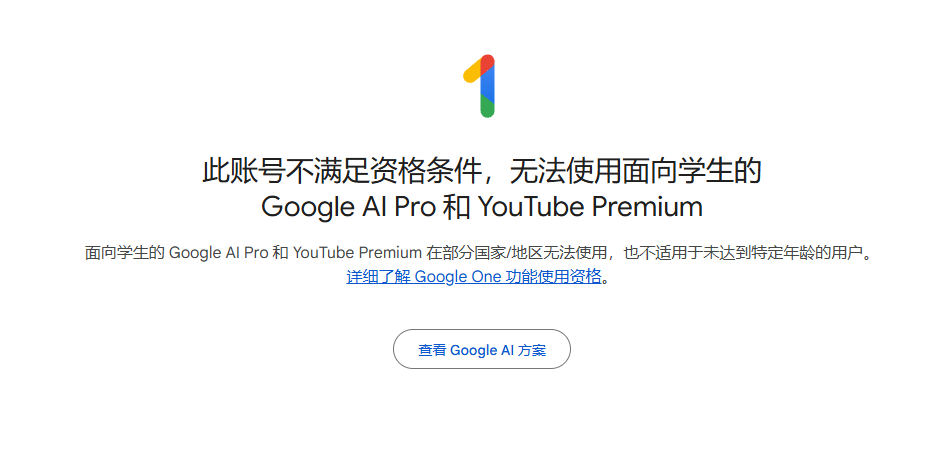 此账号不满足资格条件，无法使用面向学生的
Google AI Pro 和 YouTube Premium
面向学生的 Google AI Pro 和 YouTube Premium 在部分国家/地区无法使用，也不适用于未达到特定年龄的用户。
详细了解 Google One 功能使用资格。
查看 Google AI 方案